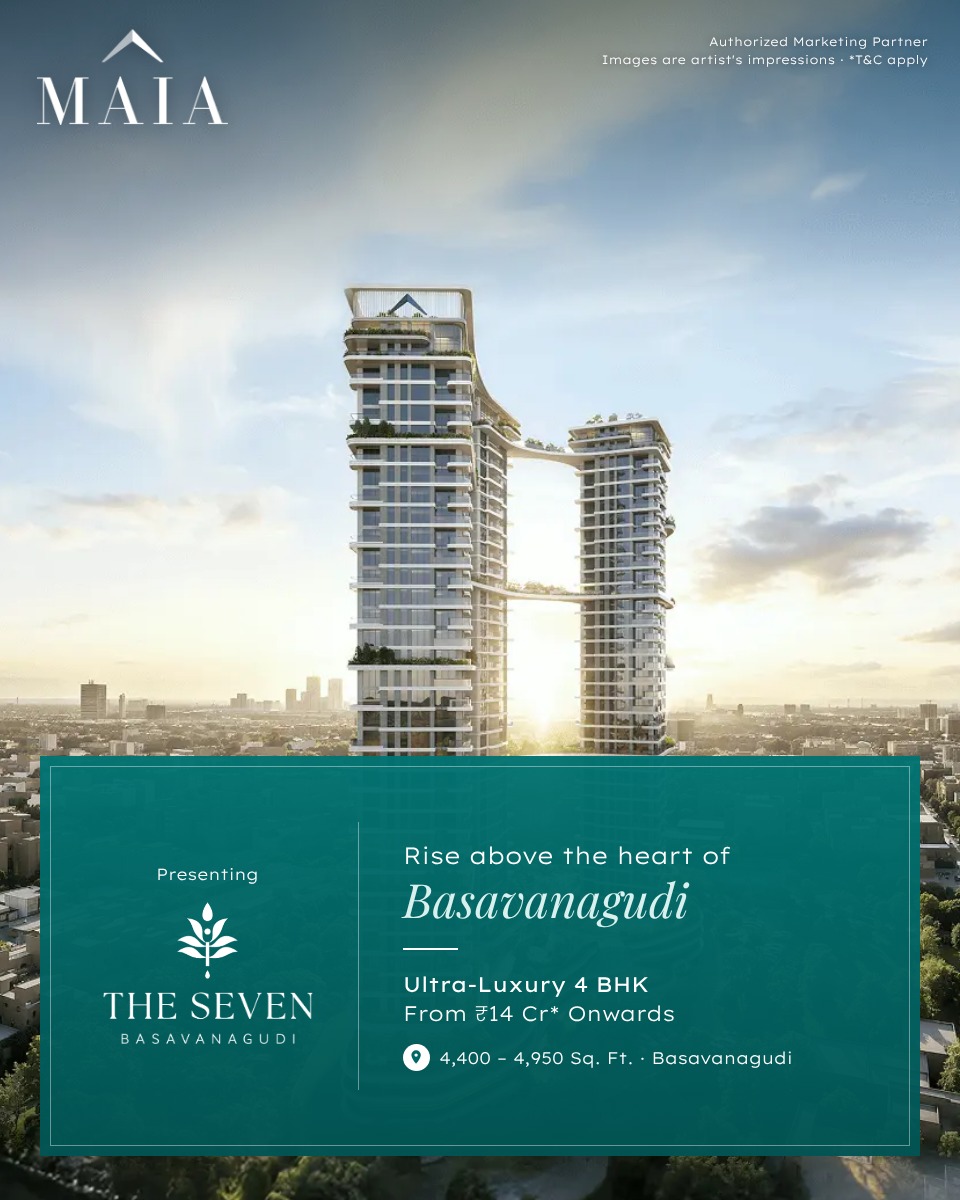 MAIA
Authorized Marketing Partner
Images are artist's impressions · *T&C apply
Presenting
THE SEVEN
BASAVANAGUDI
Rise above the heart of
Basavanagudi
Ultra-Luxury 4 BHK
From ₹14 Cr* Onwards
4,400 – 4,950 Sq. Ft. · Basavanagudi